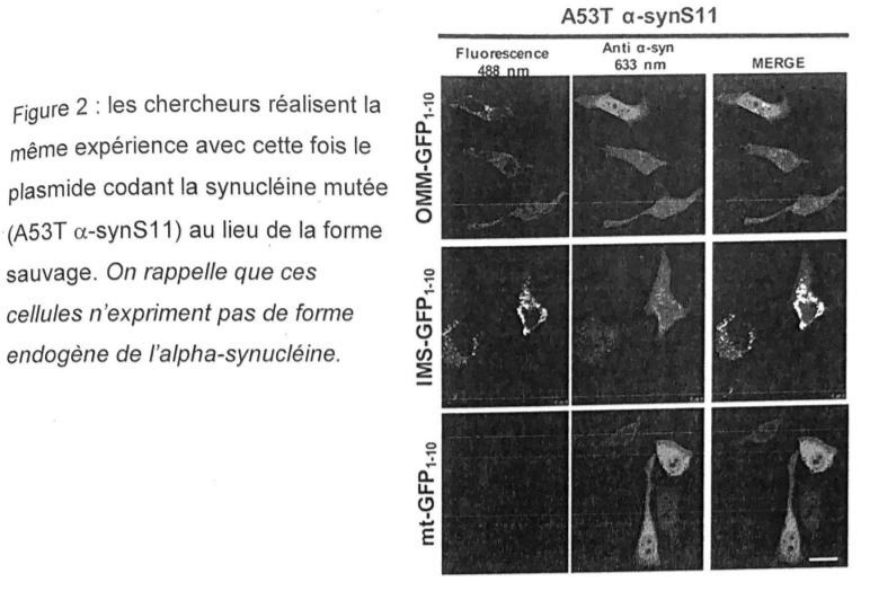 A53T α-synS11
Fluorescence
488 nm
Anti α-syn
633 nm
MERGE
Figure 2 : les chercheurs réalisent la
même expérience avec cette fois le
plasmide codant la synucléine mutée
(A53T α-synS11) au lieu de la forme
sauvage. On rappelle que ces
cellules n'expriment pas de forme
endogène de l'alpha-synucléine.
OMM-GFP1-10
IMS-GFP1-10
mt-GFP1-10